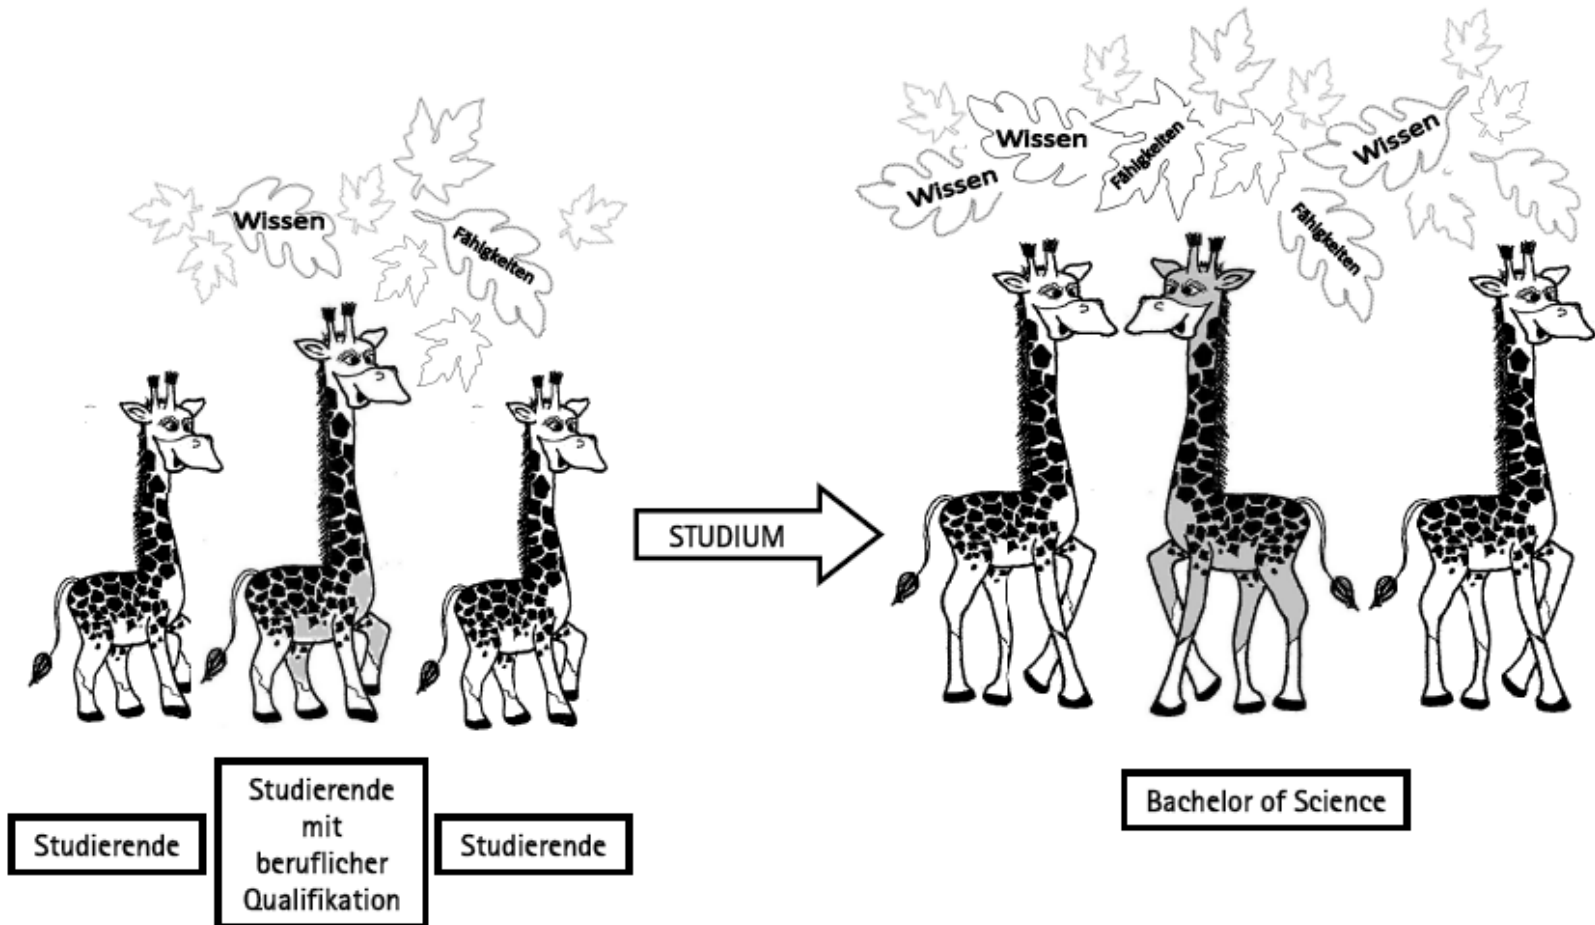 Wissen
Fähigkeiten
Wissen
Wissen
Fähigkeiten
Wissen
Fähigkeiten
STUDIUM
Studierende
Studierende
mit
beruflicher
Qualifikation
Studierende
Bachelor of Science